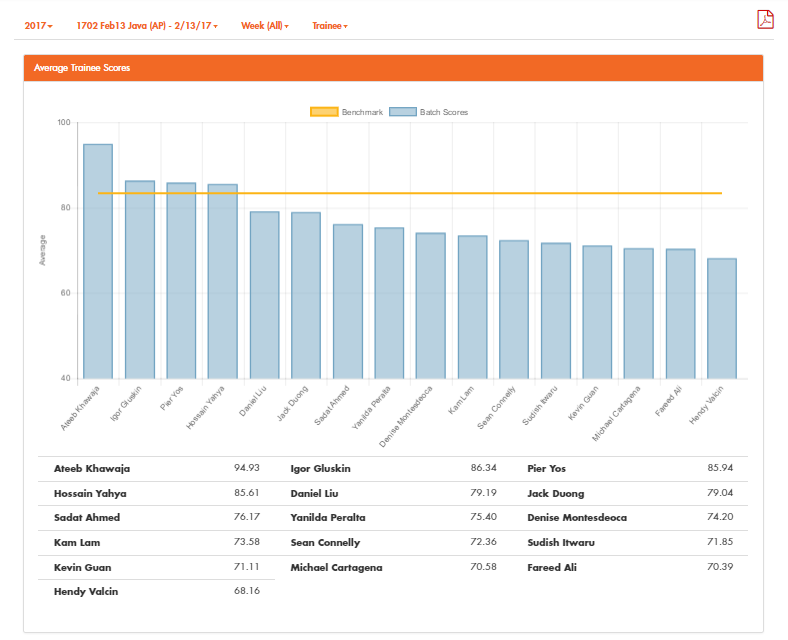 2017 1702 Feb13 Java (AP) - 2/13/17 Week (All) Trainee
Average Trainee Scores
Benchmark Batch Scores
100
80
60
40
Average
Ateeb Khawaja Igor Gluskin Pier Yos Hossain Yahya Daniel Liu Jack Duong Sadat Ahmed Yanilda Peralta Denise Montesdeoca Kam Lam Sean Connelly Sudish Itwaru Kevin Guan Michael Cartagena Fareed Ali Hendy Valcin
Ateeb Khawaja 94.93 Igor Gluskin 86.34 Pier Yos 85.94
Hossain Yahya 85.61 Daniel Liu 79.19 Jack Duong 79.04
Sadat Ahmed 76.17 Yanilda Peralta 75.40 Denise Montesdeoca 74.20
Kam Lam 73.58 Sean Connelly 72.36 Sudish Itwaru 71.85
Kevin Guan 71.11 Michael Cartagena 70.58 Fareed Ali 70.39
Hendy Valcin 68.16